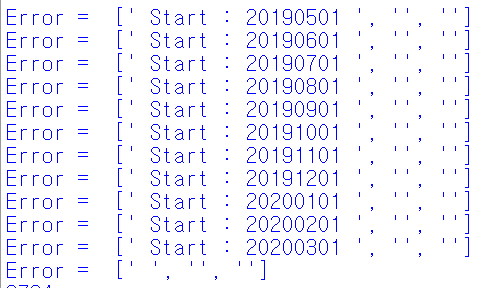 Error =  [' Start : 20190501 ', '', '']
Error =  [' Start : 20190601 ', '', '']
Error =  [' Start : 20190701 ', '', '']
Error =  [' Start : 20190801 ', '', '']
Error =  [' Start : 20190901 ', '', '']
Error =  [' Start : 20191001 ', '', '']
Error =  [' Start : 20191101 ', '', '']
Error =  [' Start : 20191201 ', '', '']
Error =  [' Start : 20200101 ', '', '']
Error =  [' Start : 20200201 ', '', '']
Error =  [' Start : 20200301 ', '', '']
Error =  [' ', '', '']